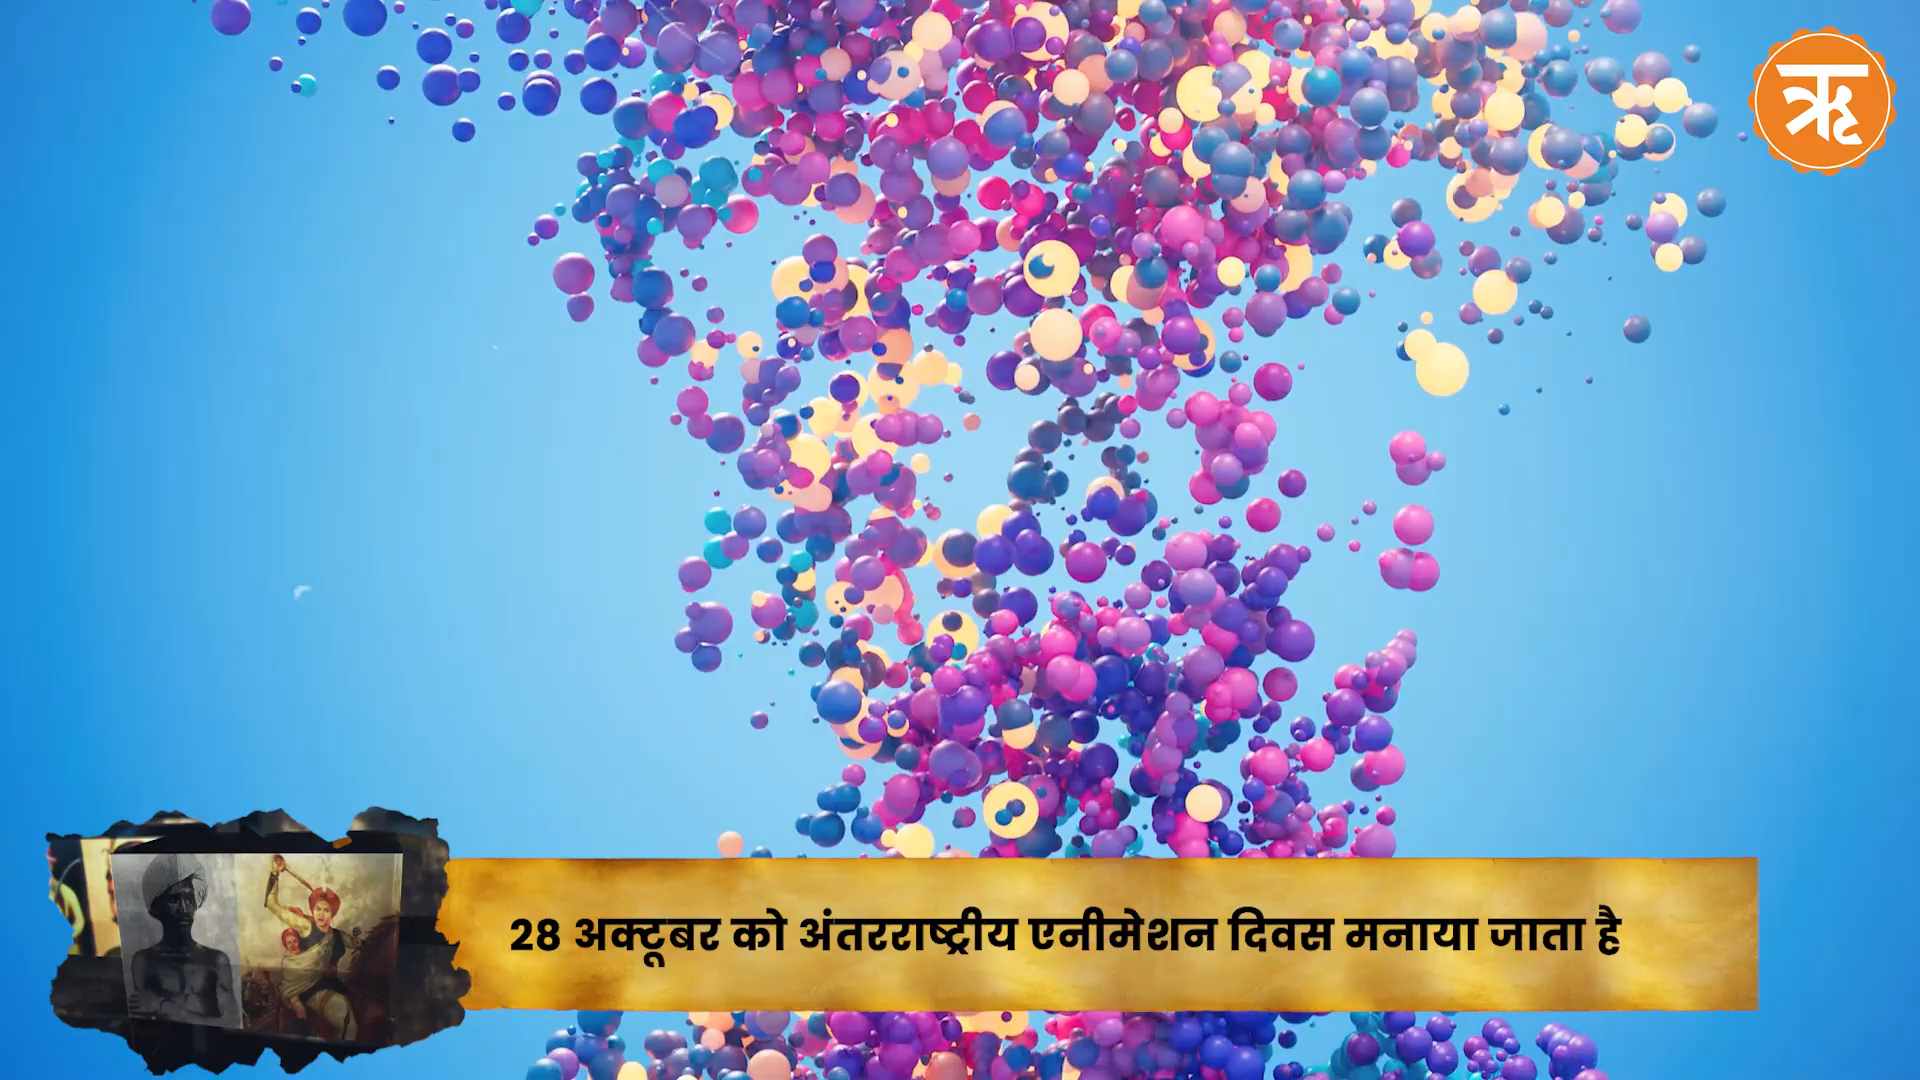 ऋ
28 अक्टूबर को अंतरराष्ट्रीय एनीमेशन दिवस मनाया जाता है